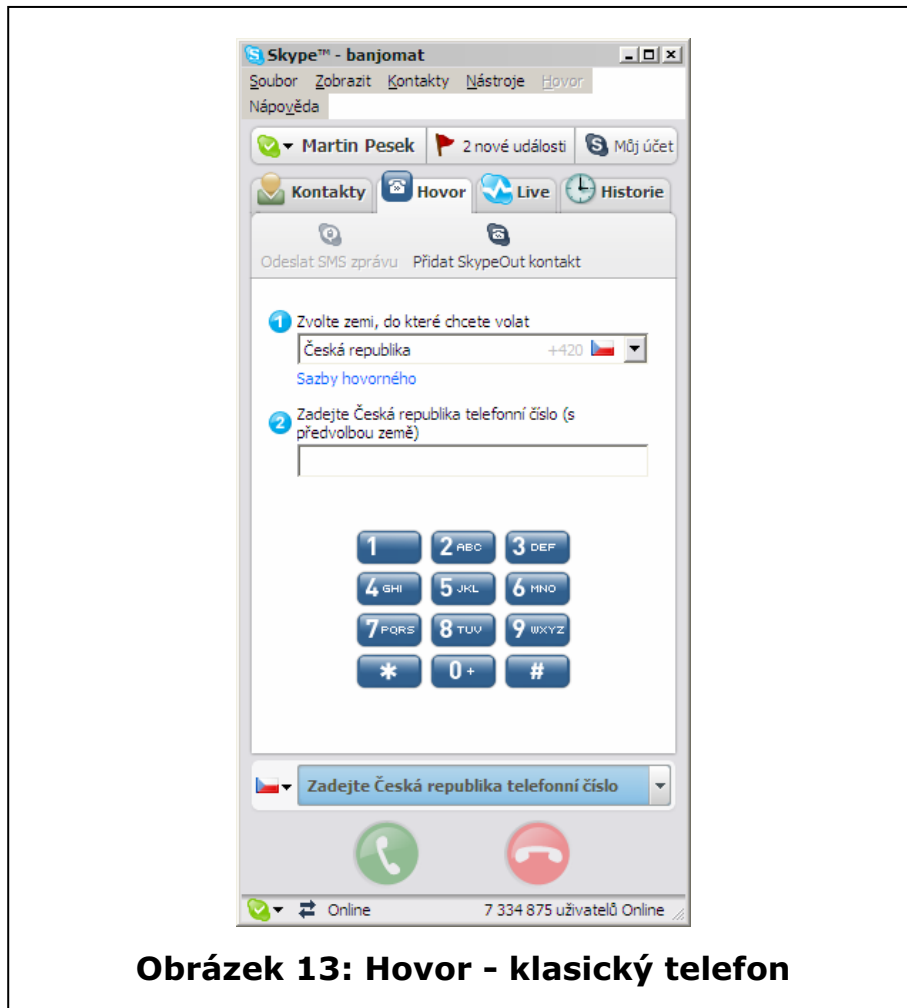 Skype™ - banjomat
Soubor Zobrazit Kontakty Nástroje Hovor
Nápověda
Martin Pesek 2 nové události Můj účet
Kontakty Hovor Live Historie
Odeslat SMS zprávu Přidat SkypeOut kontakt
1 Zvolte zemi, do které chcete volat
Česká republika +420
Sazby hovorného
2 Zadejte Česká republika telefonní číslo (s
předvolbou země)
1 2 ABC 3 DEF
4 GHI 5 JKL 6 MNO
7 PQRS 8 TUV 9 WXYZ
* 0 + #
Zadejte Česká republika telefonní číslo
Online 7 334 875 uživatelů Online
Obrázek 13: Hovor - klasický telefon